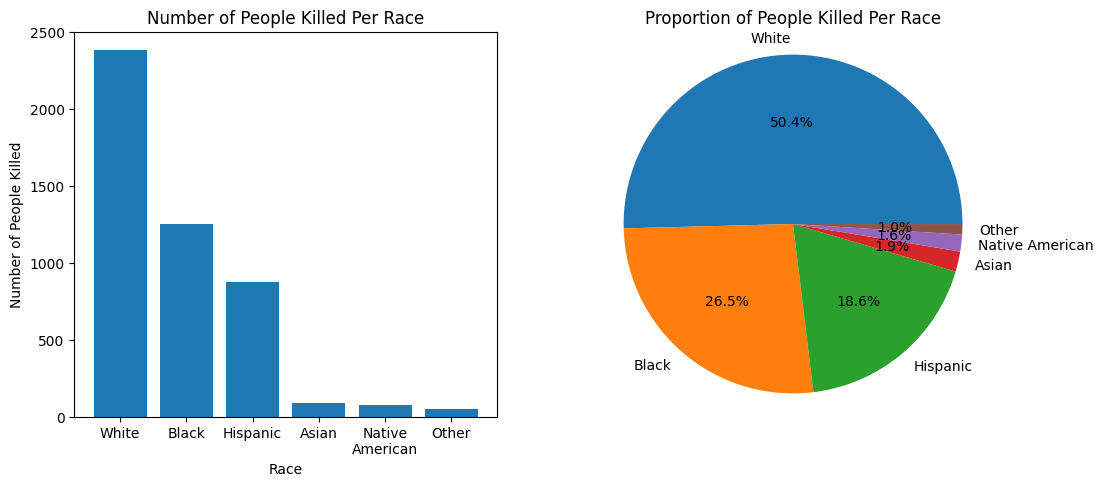 Number of People Killed Per Race
Number of People Killed
2500
2000
1500
1000
500
0
White
Black
Hispanic
Asian
Native
American
Other
Race
Proportion of People Killed Per Race
White
50.4%
1.0%
Other
1.6%
Native American
1.9%
Asian
26.5%
18.6%
Black
Hispanic